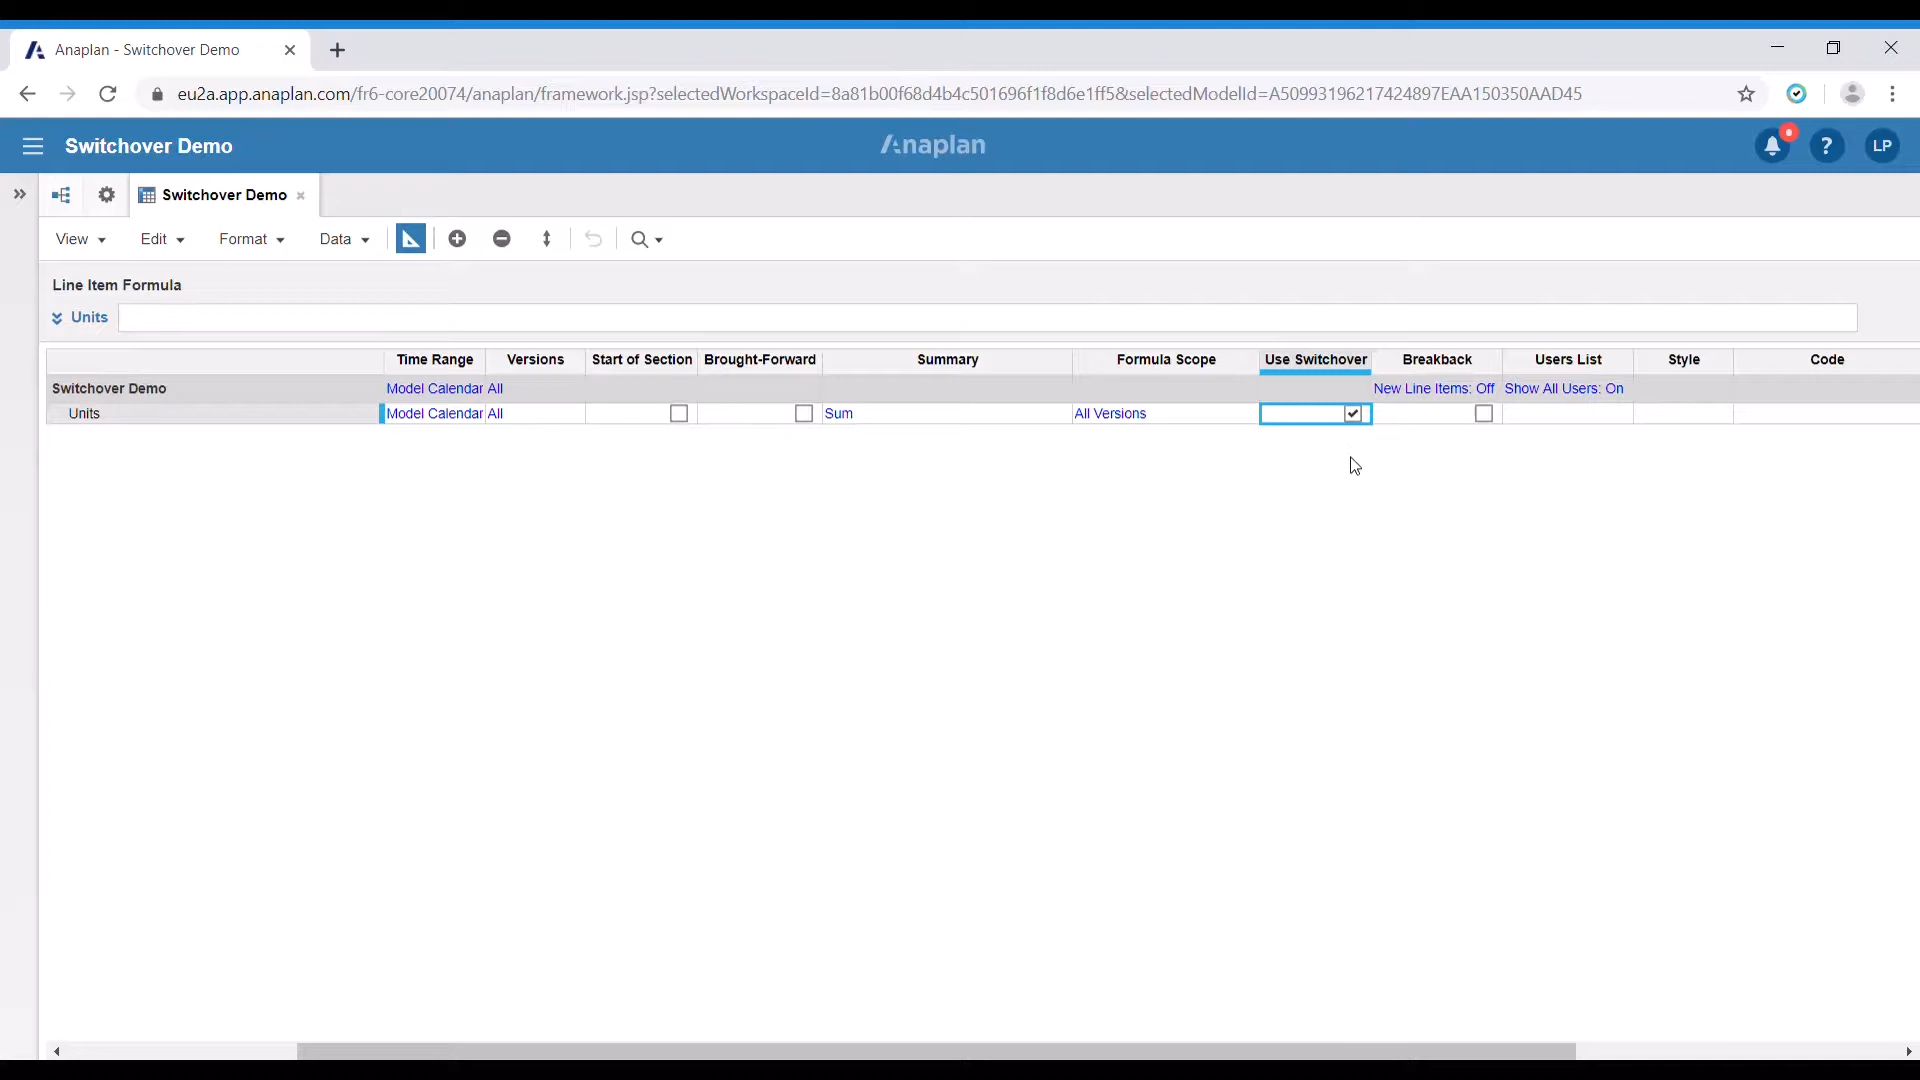 Anaplan - Switchover Demo
eu2a.app.anaplan.com/fr6-core20074/anaplan/framework.jsp?selectedWorkspaceId=8a81b00f68d4b4c501696f1f8d6e1ff5&selectedModelId=A50993196217424897EAA150350AAD45
Switchover Demo
Anaplan
? LP
Switchover Demo
View Edit Format Data
Line Item Formula
Units
Time Range Versions Start of Section Brought-Forward Summary Formula Scope Use Switchover Breakback Users List Style Code
Switchover Demo Model Calendar All New Line Items: Off Show All Users: On
Units Model Calendar All Sum All Versions